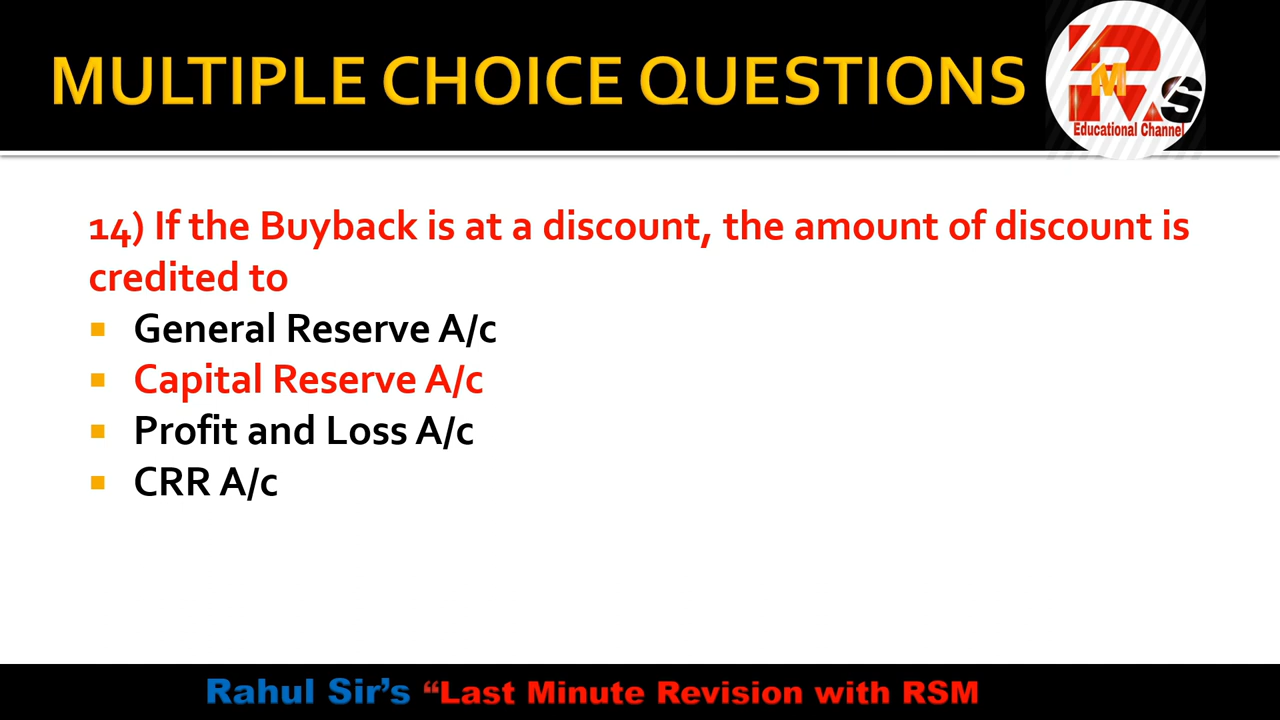 MULTIPLE CHOICE QUESTIONS
R M S
Educational Channel
14) If the Buyback is at a discount, the amount of discount is
credited to
▪ General Reserve A/c
▪ Capital Reserve A/c
▪ Profit and Loss A/c
▪ CRR A/c
Rahul Sir’s “Last Minute Revision with RSM